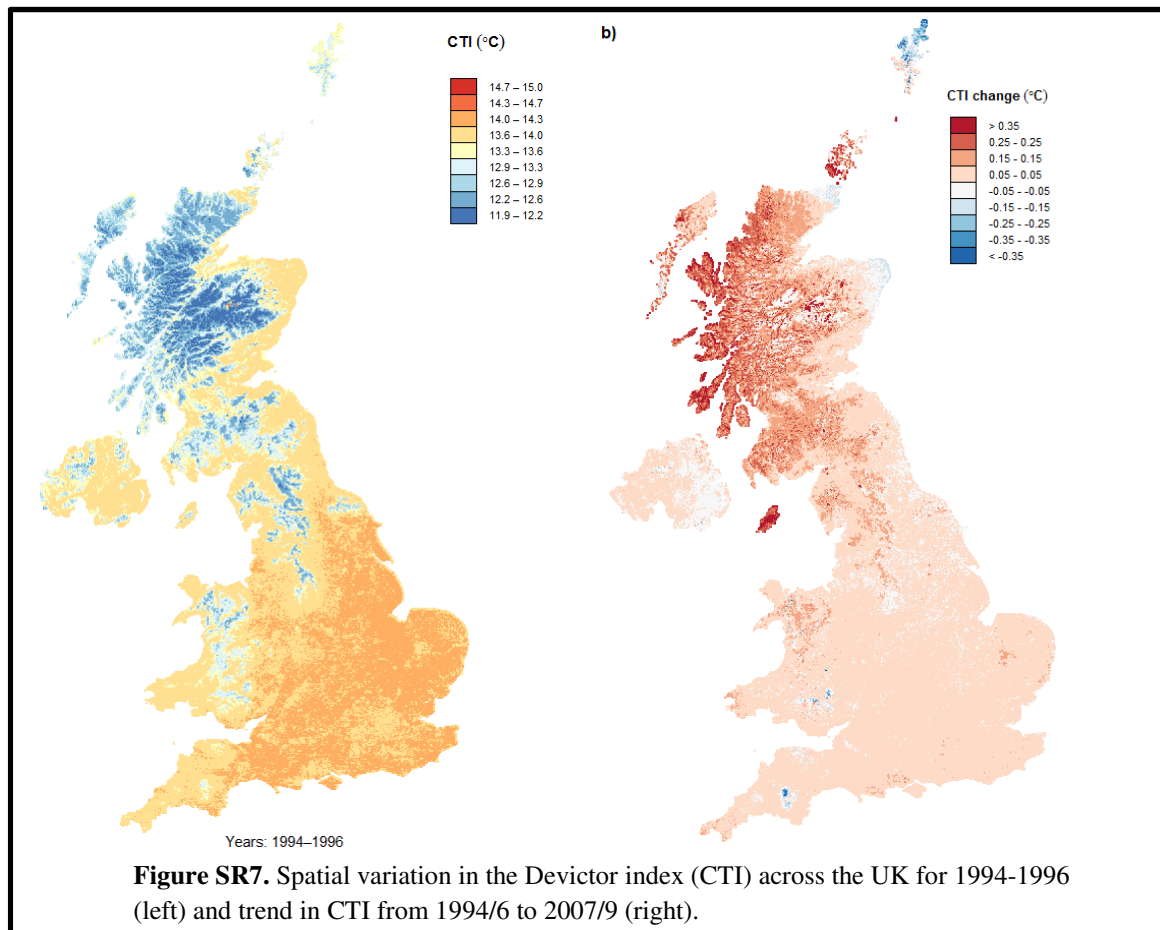 CTI (°C)
14.7 – 15.0
14.3 – 14.7
14.0 – 14.3
13.6 – 14.0
13.3 – 13.6
12.9 – 13.3
12.6 – 12.9
12.2 – 12.6
11.9 – 12.2
Years: 1994–1996
b)
CTI change (°C)
> 0.35
0.25 - 0.25
0.15 - 0.15
0.05 - 0.05
-0.05 - -0.05
-0.15 - -0.15
-0.25 - -0.25
-0.35 - -0.35
< -0.35
Figure SR7. Spatial variation in the Devictor index (CTI) across the UK for 1994-1996
(left) and trend in CTI from 1994/6 to 2007/9 (right).